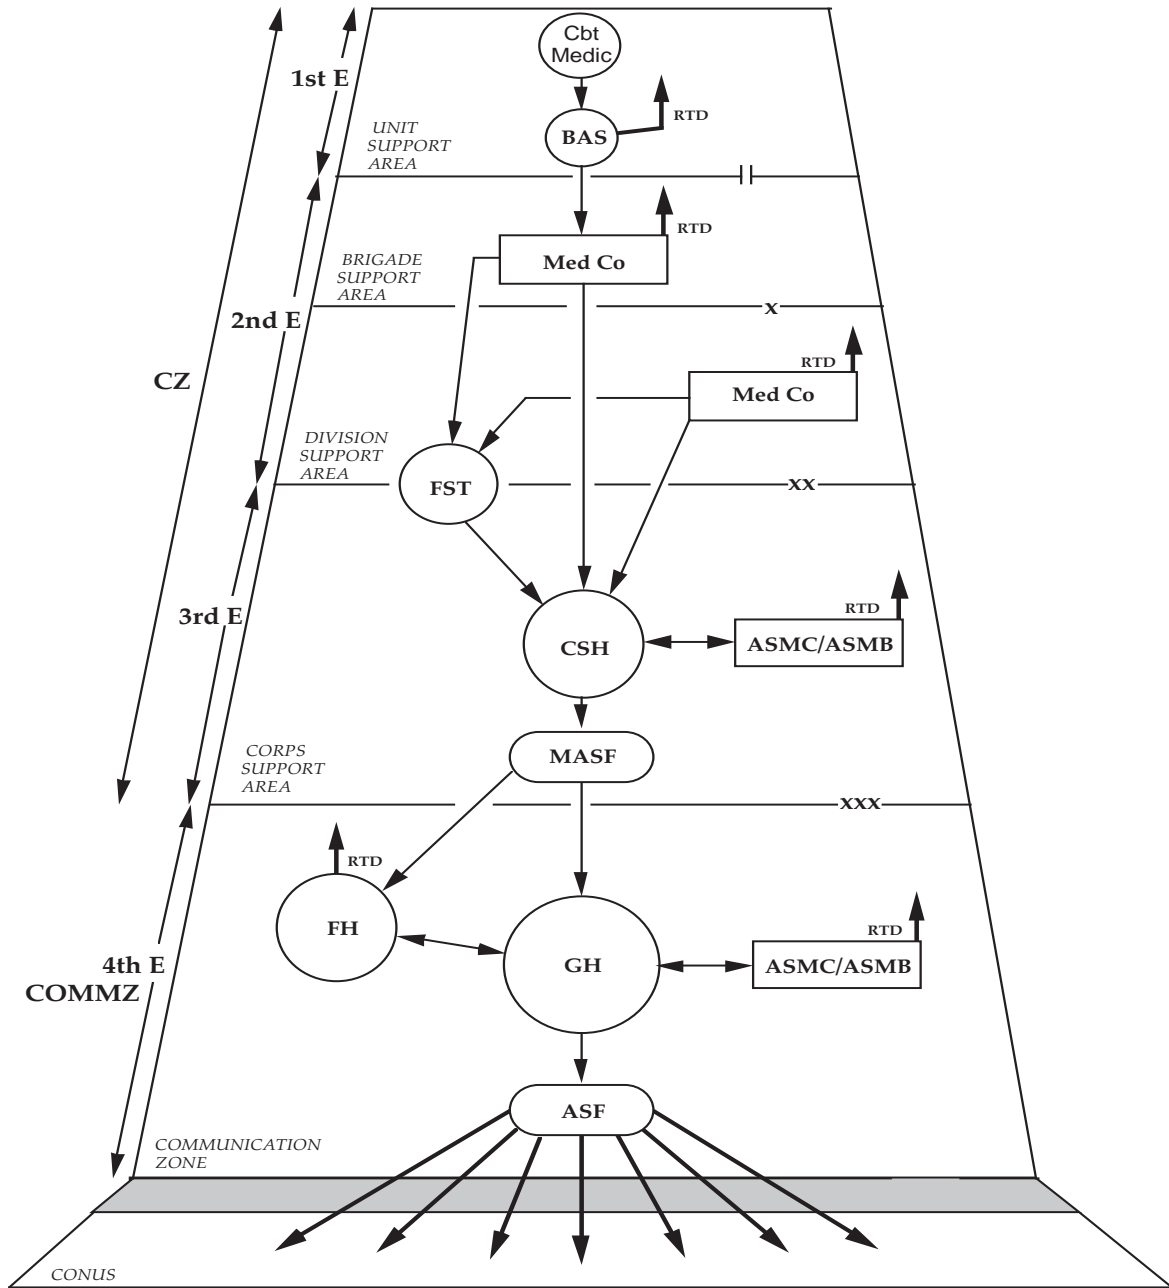 Cbt
Medic
1st E
RTD
BAS
UNIT
SUPPORT
AREA
RTD
Med Co
BRIGADE
SUPPORT
AREA
x
2nd E
RTD
CZ
Med Co
DIVISION
SUPPORT
AREA
FST
xx
3rd E
RTD
CSH
ASMC/ASMB
CORPS
SUPPORT
AREA
MASF
xxx
RTD
FH
RTD
GH
ASMC/ASMB
4th E
COMMZ
ASF
COMMUNICATION
ZONE
CONUS